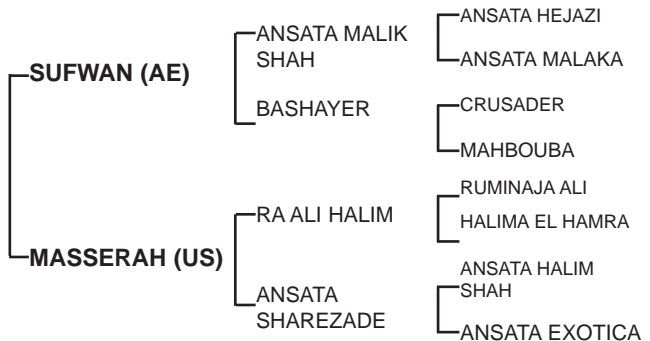 SUFWAN (AE)
MASSERAH (US)
ANSATA MALIK
SHAH
BASHAYER
RA ALI HALIM
ANSATA
SHAREZADE
ANSATA HEJAZI
ANSATA MALAKA
CRUSADER
MAHBOUBA
RUMINAJA ALI
HALIMA EL HAMRA
ANSATA HALIM
SHAH
ANSATA EXOTICA